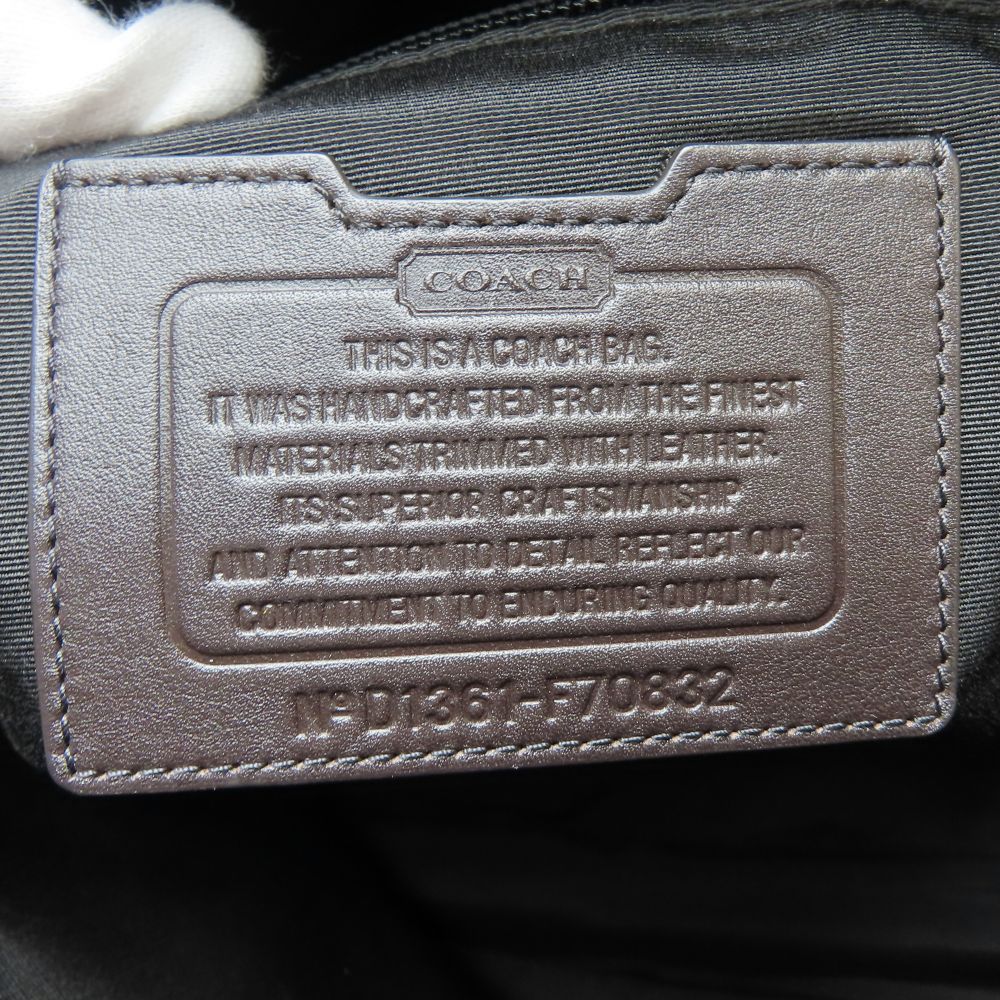 COACH
THIS IS A COACH BAG.
IT WAS HANDCRAFTED FROM THE FINEST
MATERIALS TRIMMED WITH LEATHER.
ITS SUPERIOR CRAFTSMANSHIP
AND ATTENTION TO DETAIL REFLECT OUR
COMMITMENT TO ENDURING QUALITY.
Nº D1361-F70832